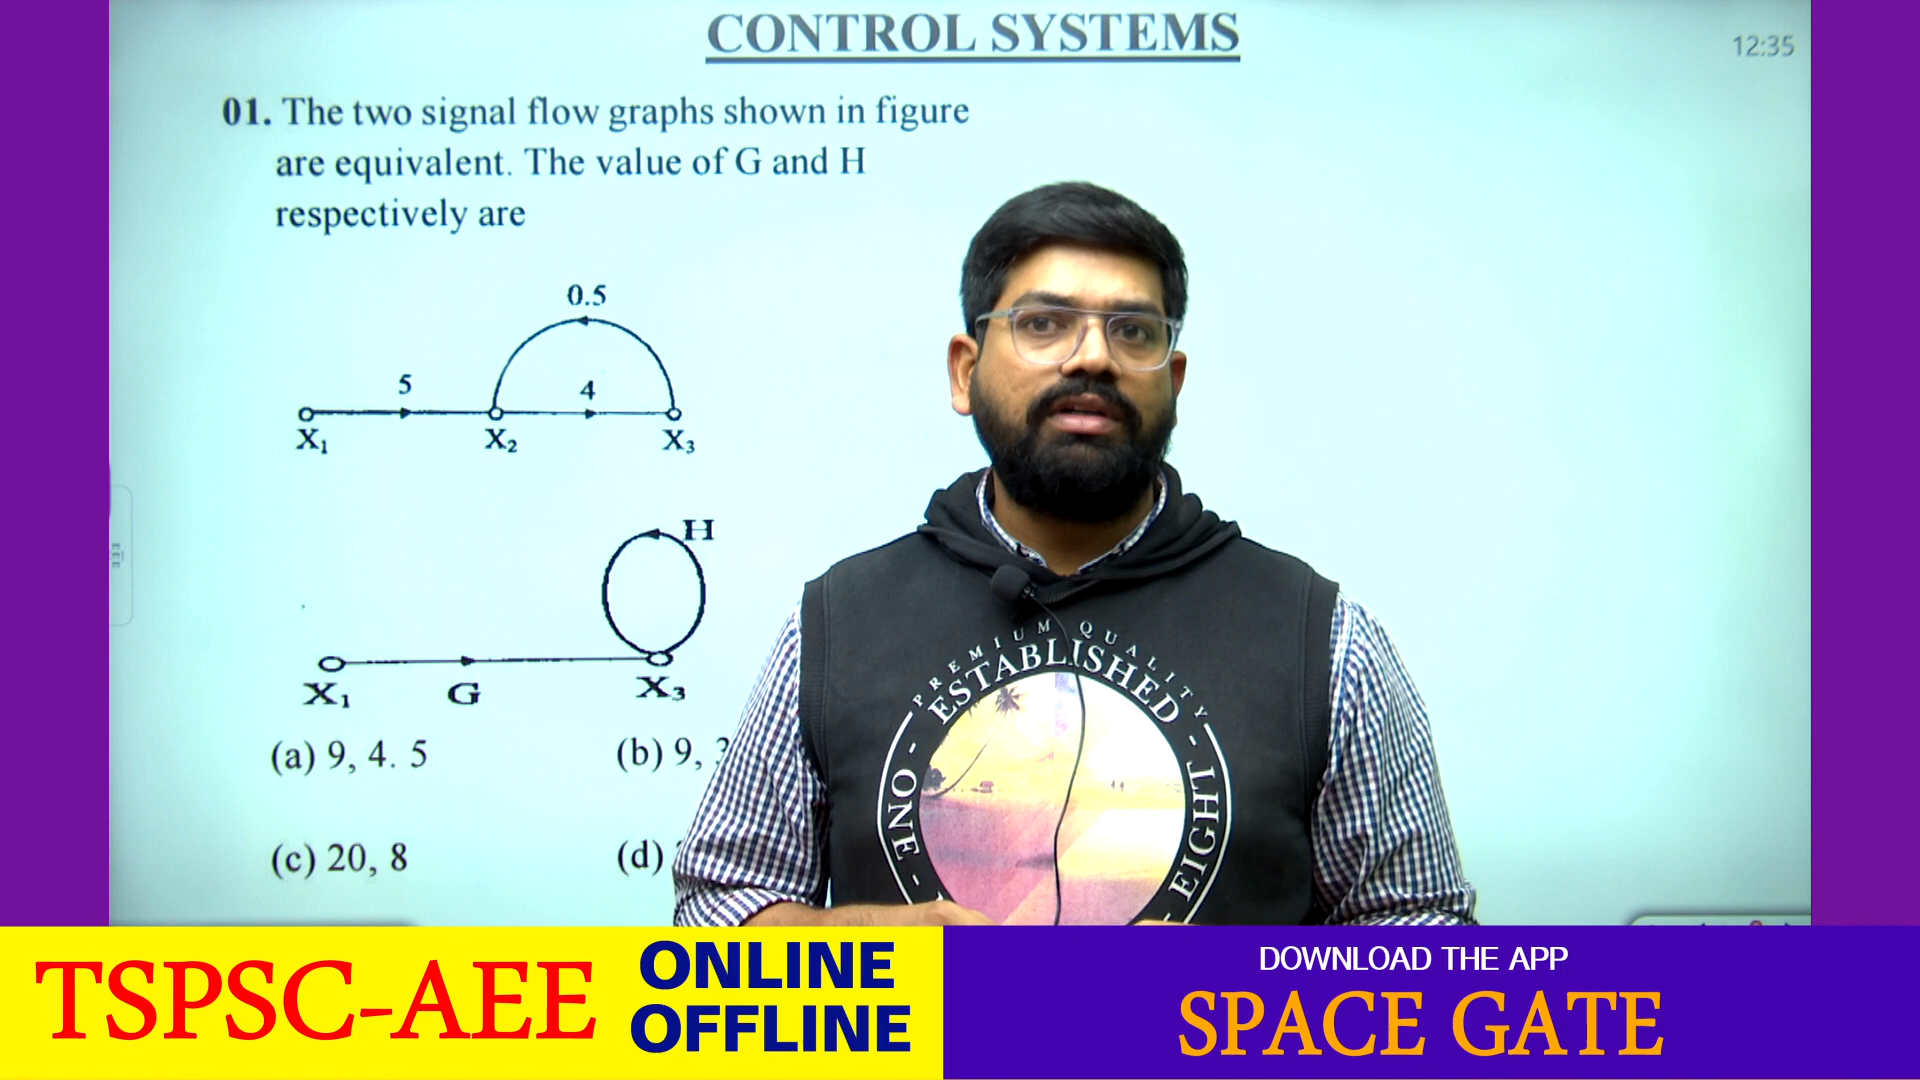 CONTROL SYSTEMS
12:35
01. The two signal flow graphs shown in figure
are equivalent. The value of G and H
respectively are
0.5
5
4
X₁ X₂ X₃
H
X₁ G X₃
(a) 9, 4. 5 (b) 9,
(c) 20, 8 (d)
PREMIUM QUALITY
ESTABLISHED
- ONE -
- EIGHT -
TSPSC-AEE
ONLINE
OFFLINE
DOWNLOAD THE APP
SPACE GATE